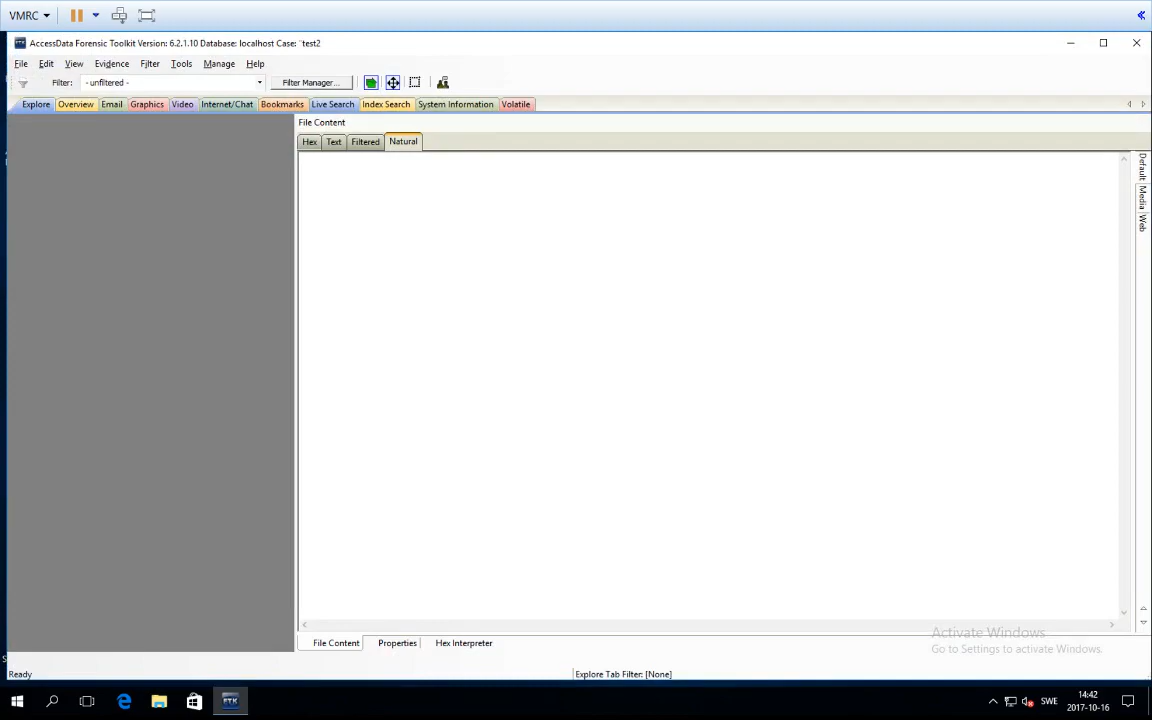 VMRC
AccessData Forensic Toolkit Version: 6.2.1.10 Database: localhost Case: ¨test2
File Edit View Evidence Filter Tools Manage Help
Filter: - unfiltered - Filter Manager...
Explore Overview Email Graphics Video Internet/Chat Bookmarks Live Search Index Search System Information Volatile
File Content
Hex Text Filtered Natural
Default
Media
Web
Activate Windows
Go to Settings to activate Windows.
File Content Properties Hex Interpreter
Ready Explore Tab Filter: [None]
FTK
SWE
14:42
2017-10-16